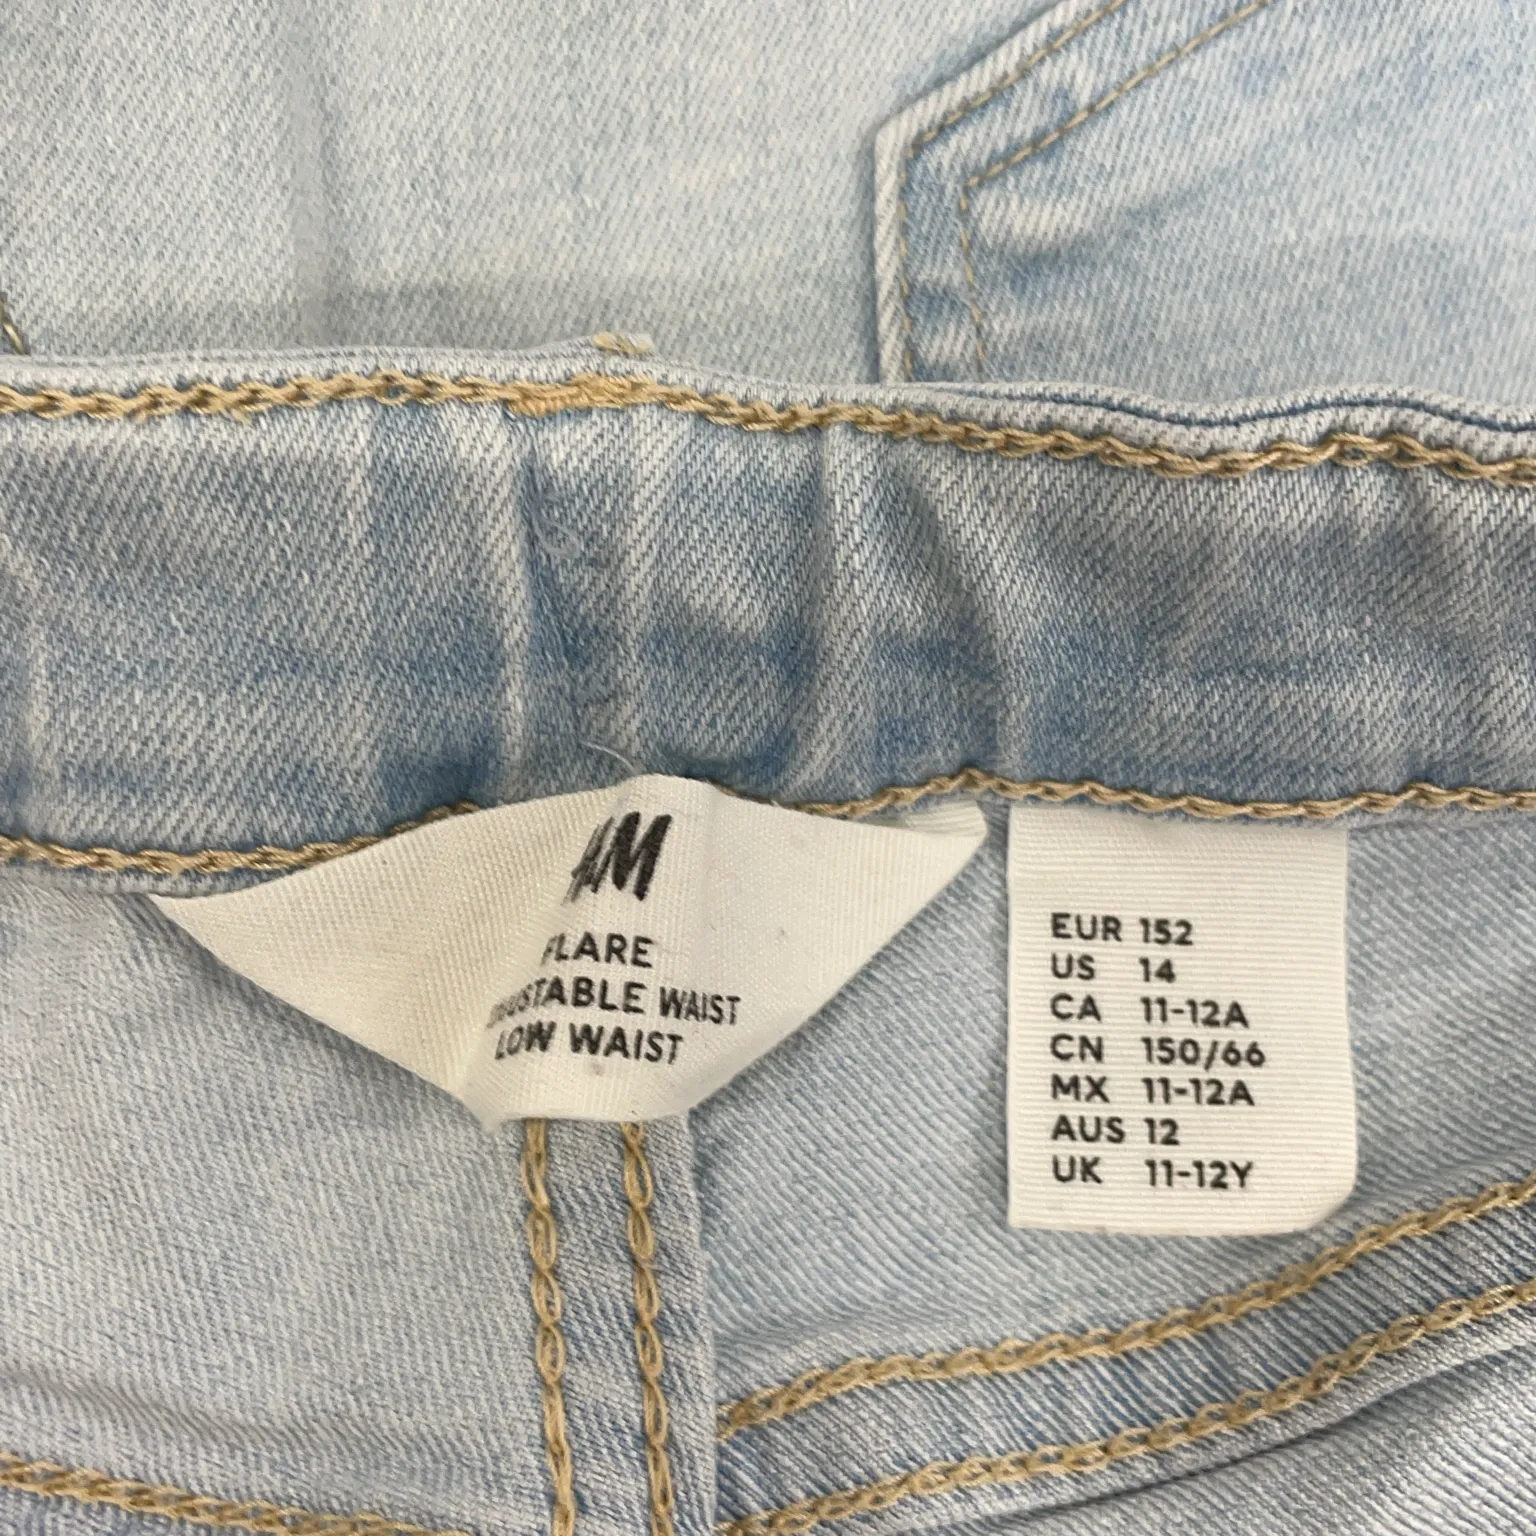 H&M
FLARE
WAIST
LOW WAIST
EUR 152
US 14
CA 11-12A
CN 150/66
MX 11-12A
AUS 12
UK 11-12Y